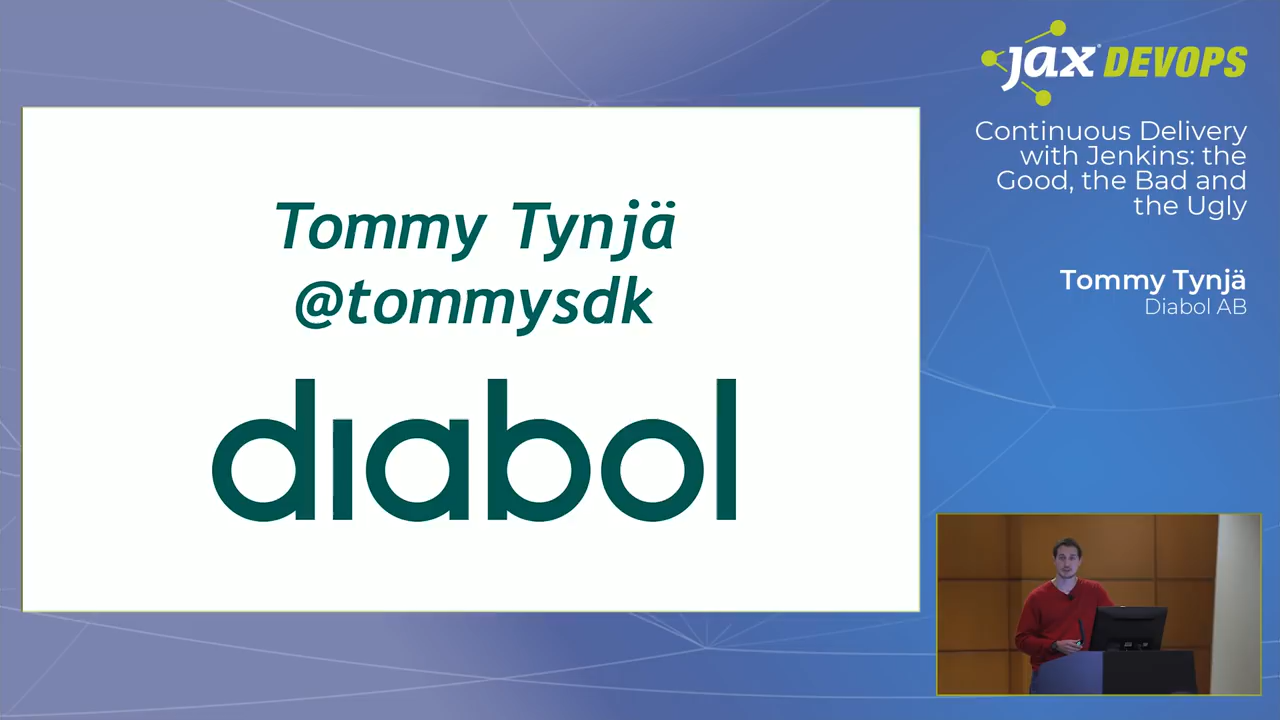 Tommy Tynjä
@tommysdk
diabol
JAX DEVOPS
Continuous Delivery
with Jenkins: the
Good, the Bad and
the Ugly
Tommy Tynjä
Diabol AB